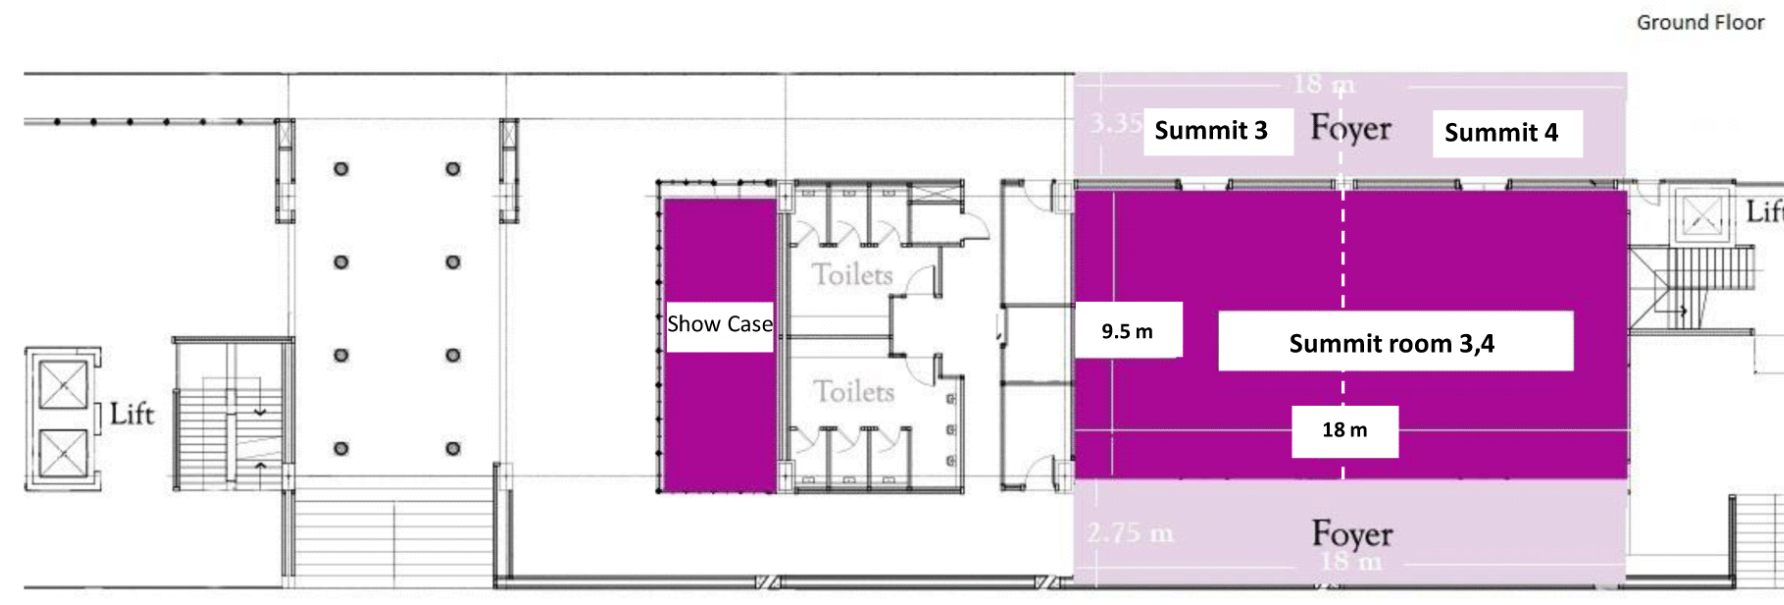 Ground Floor
18 m
3.35
Summit 3
Foyer
Summit 4
Lift
Toilets
Show Case
9.5 m
Summit room 3,4
Toilets
Lift
18 m
2.75 m
Foyer
18 m